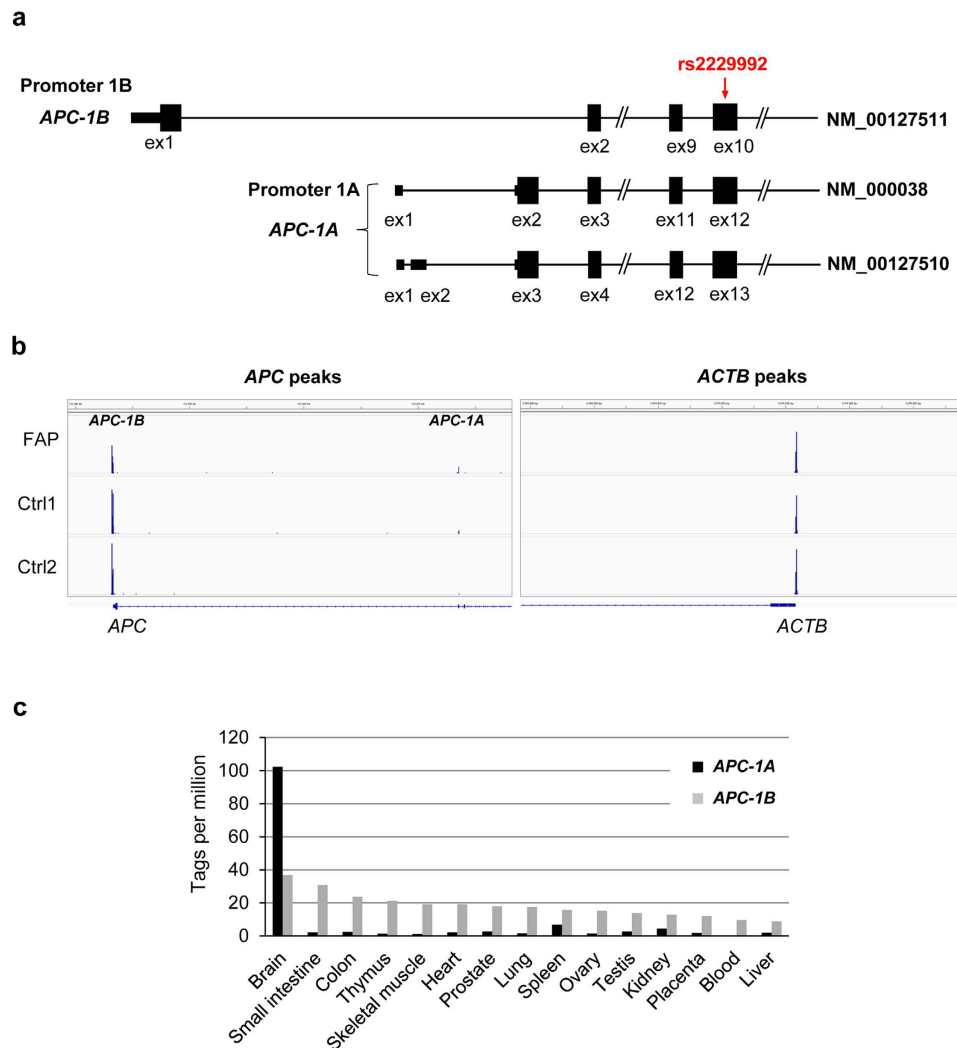 a
rs2229992
Promoter 1B
APC-1B
NM_00127511
ex1
ex2
ex9
ex10
Promoter 1A
APC-1A
NM_000038
ex1
ex2
ex3
ex11
ex12
NM_00127510
ex1 ex2
ex3
ex4
ex12
ex13
b
APC peaks
ACTB peaks
APC-1B
APC-1A
FAP
Ctrl1
Ctrl2
APC
ACTB
c
Tags per million
120
100
80
60
40
20
0
APC-1A
APC-1B
Brain
Small intestine
Colon
Thymus
Skeletal muscle
Heart
Prostate
Lung
Spleen
Ovary
Testis
Kidney
Placenta
Blood
Liver